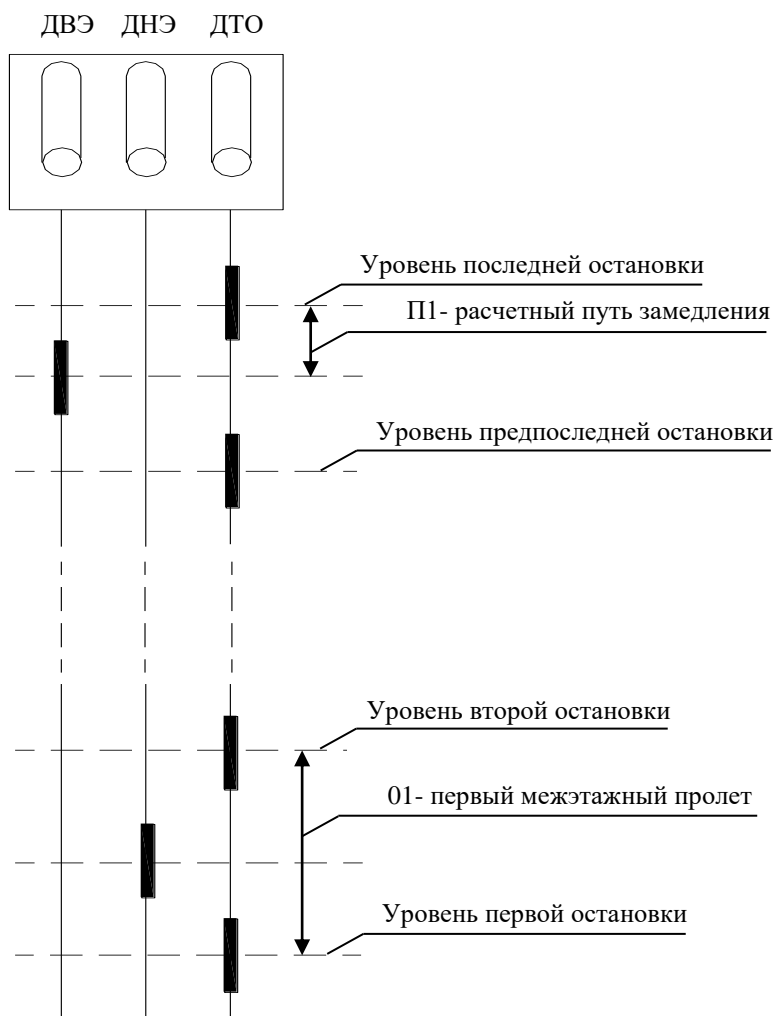 ДВЭ ДНЭ ДТО
Уровень последней остановки
П1- расчетный путь замедления
Уровень предпоследней остановки
Уровень второй остановки
01- первый межэтажный пролет
Уровень первой остановки